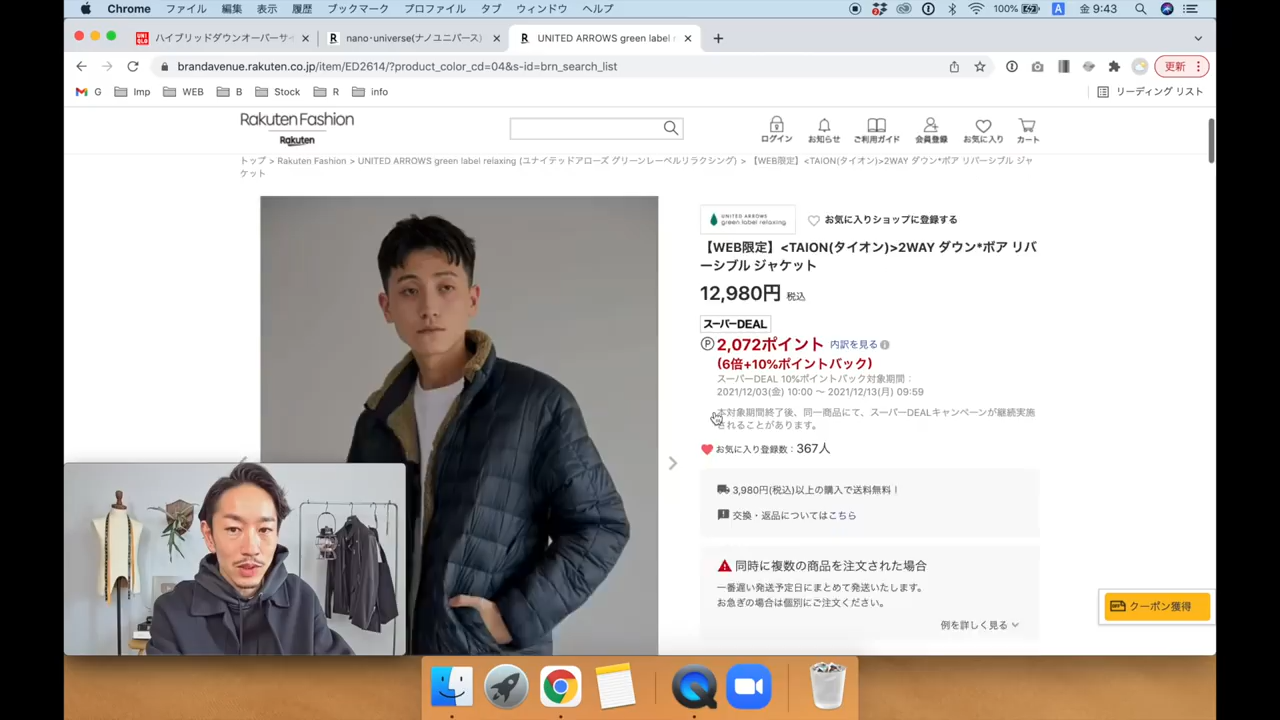 Chrome ファイル 編集 表示 履歴 ブックマーク プロファイル タブ ウィンドウ ヘルプ 100% A 金 9:43
ハイブリッドダウンオーバーサイ nano・universe(ナノユニバース) UNITED ARROWS green label r
brandavenue.rakuten.co.jp/item/ED2614/?product_color_cd=04&s-id=brn_search_list 更新
G Imp WEB B Stock R info リーディング リスト
Rakuten Fashion
Rakuten
ログイン お知らせ ご利用ガイド 会員登録 お気に入り カート
トップ > Rakuten Fashion > UNITED ARROWS green label relaxing (ユナイテッドアローズ グリーンレーベルリラクシング) > 【WEB限定】<TAION(タイオン)>2WAY ダウン*ボア リバーシブル ジャ
ケット
UNITED ARROWS
green label relaxing
お気に入りショップに登録する
【WEB限定】<TAION(タイオン)>2WAY ダウン*ボア リバ
ーシブル ジャケット
12,980円 税込
スーパーDEAL
P 2,072ポイント 内訳を見る
(6倍+10%ポイントバック)
スーパーDEAL 10%ポイントバック対象期間：
2021/12/03(金) 10:00 〜 2021/12/13(月) 09:59
本対象期間終了後、同一商品にて、スーパーDEALキャンペーンが継続実施
されることがあります。
お気に入り登録数：367人
3,980円(税込)以上の購入で送料無料！
交換・返品についてはこちら
同時に複数の商品を注文された場合
一番遅い発送予定日にまとめて発送いたします。
お急ぎの場合は個別にご注文ください。
例を詳しく見る
クーポン獲得